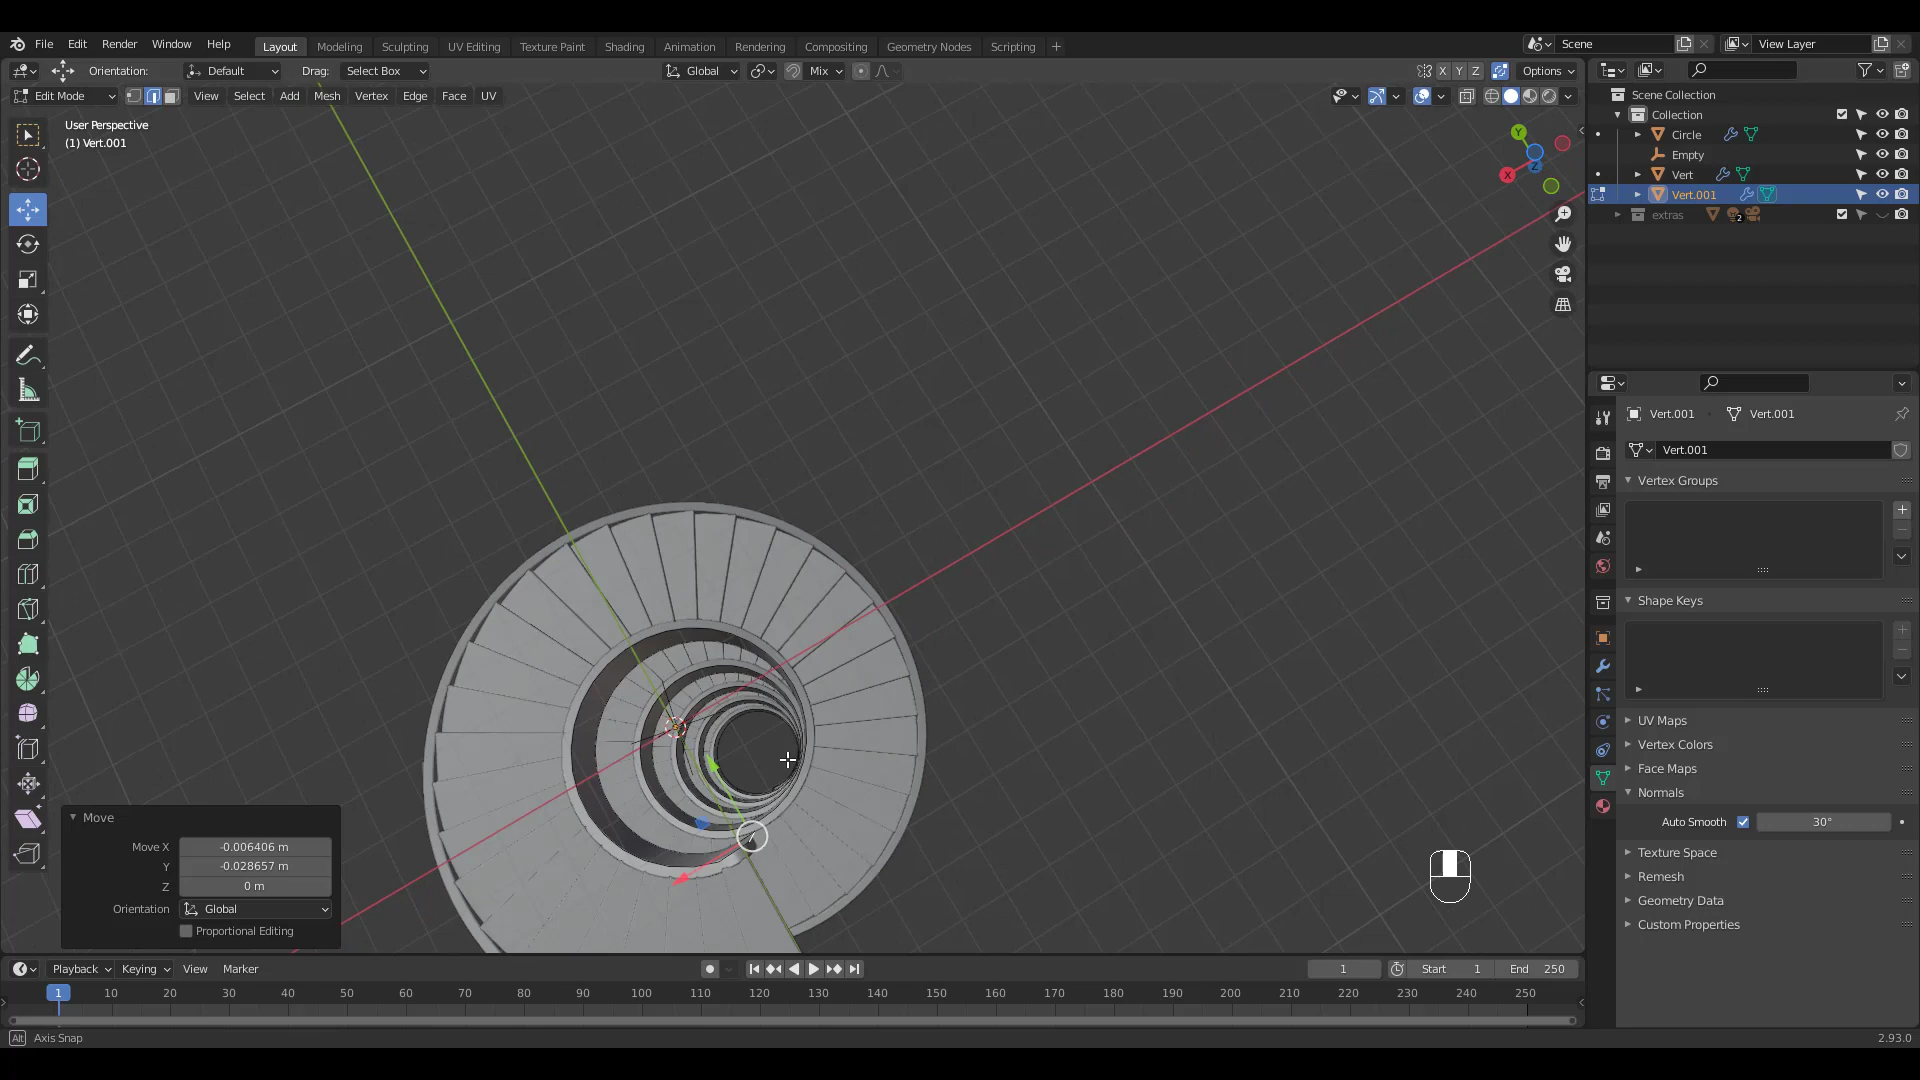 File Edit Render Window Help Layout Modeling Sculpting UV Editing Texture Paint Shading Animation Rendering Compositing Geometry Nodes Scripting + Scene View Layer
Orientation: Default Drag: Select Box Global Mix X Y Z Options
Edit Mode View Select Add Mesh Vertex Edge Face UV
User Perspective
(1) Vert.001
Y
X
Z
Scene Collection
Collection
Circle
Empty
Vert
Vert.001
extras 2
Vert.001 Vert.001
Vert.001
Vertex Groups
Shape Keys
UV Maps
Vertex Colors
Face Maps
Normals
Auto Smooth 30°
Texture Space
Remesh
Geometry Data
Custom Properties
Move
Move X -0.006406 m
Y -0.028657 m
Z 0 m
Orientation Global
Proportional Editing
Playback Keying View Marker 1 Start 1 End 250
1 10 20 30 40 50 60 70 80 90 100 110 120 130 140 150 160 170 180 190 200 210 220 230 240 250
Alt Axis Snap 2.93.0